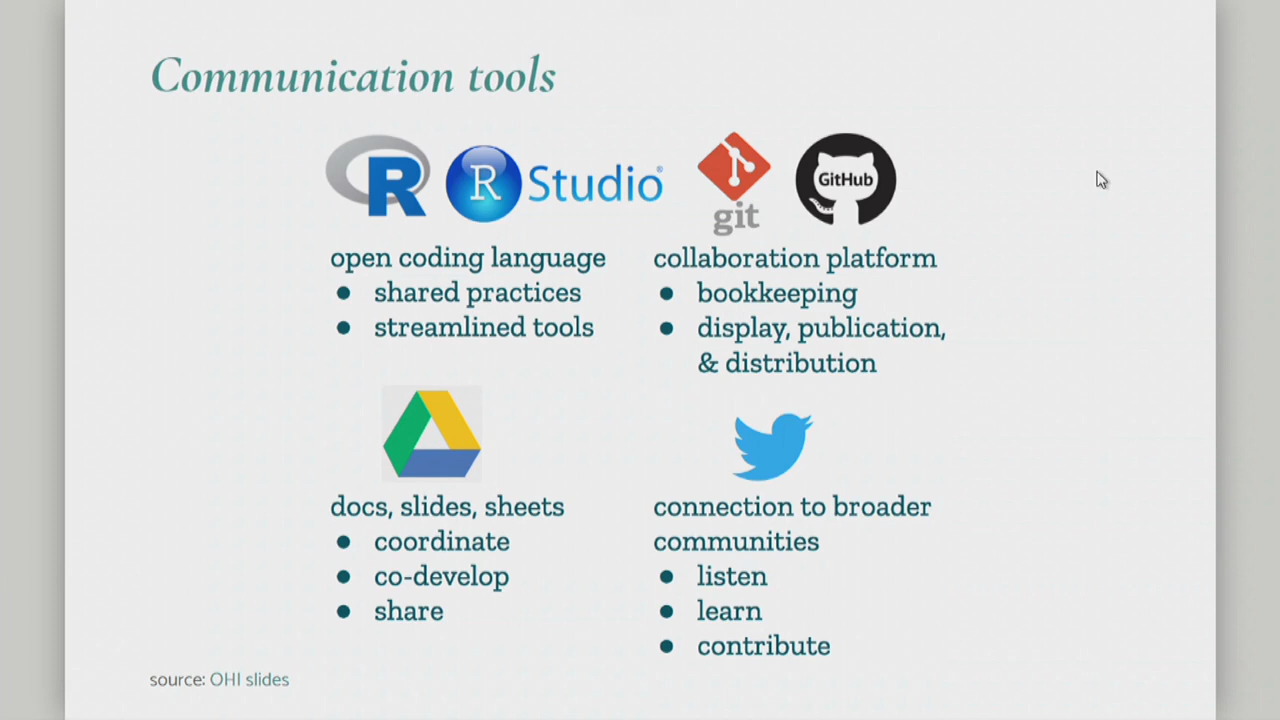 Communication tools
R
R Studio
git
GitHub
open coding language
shared practices
streamlined tools
collaboration platform
bookkeeping
display, publication,
& distribution
docs, slides, sheets
coordinate
co-develop
share
connection to broader
communities
listen
learn
contribute
source: OHI slides